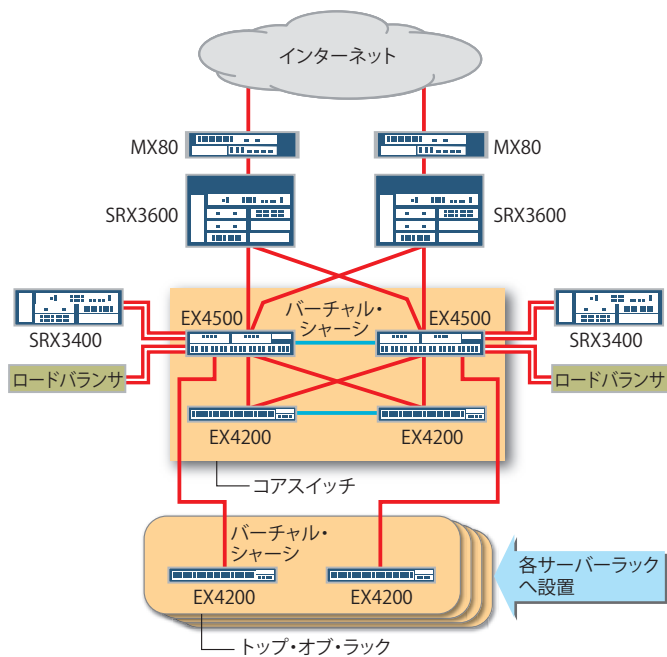 インターネット
MX80
MX80
SRX3600
SRX3600
EX4500
バーチャル・
シャーシ
EX4500
SRX3400
SRX3400
ロードバランサ
ロードバランサ
EX4200
EX4200
コアスイッチ
バーチャル・
シャーシ
EX4200
EX4200
各サーバーラック
へ設置
トップ・オブ・ラック